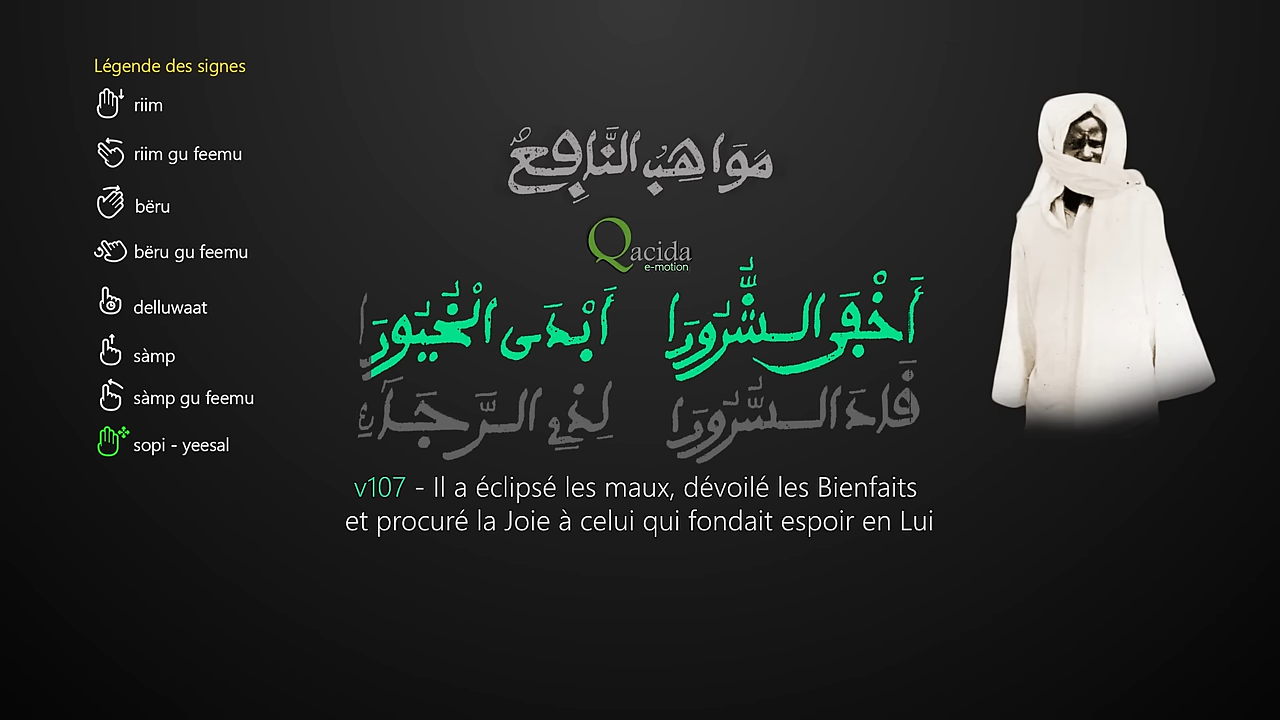 Légende des signes
riim
riim gu feemu
bëru
bëru gu feemu
delluwaat
sàmp
sàmp gu feemu
sopi - yeesal
مَوَاهِبُ النَّافِعُ
Qacida
e-motion
أَخْفَى الشُّرُورَا أَبْدَى الْخُيُورَا
قَادَ السُّرُورَا لِذِي الرَّجَاءِ
v107 - Il a éclipsé les maux, dévoilé les Bienfaits
et procuré la Joie à celui qui fondait espoir en Lui